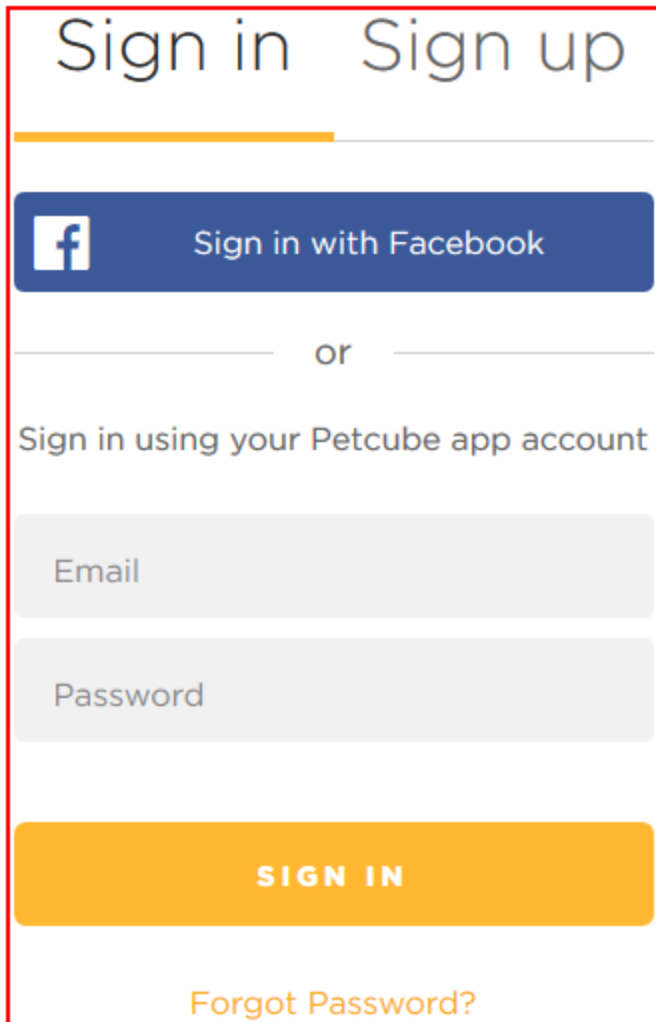 Sign in Sign up
Sign in with Facebook
or
Sign in using your Petcube app account
Email
Password
SIGN IN
Forgot Password?